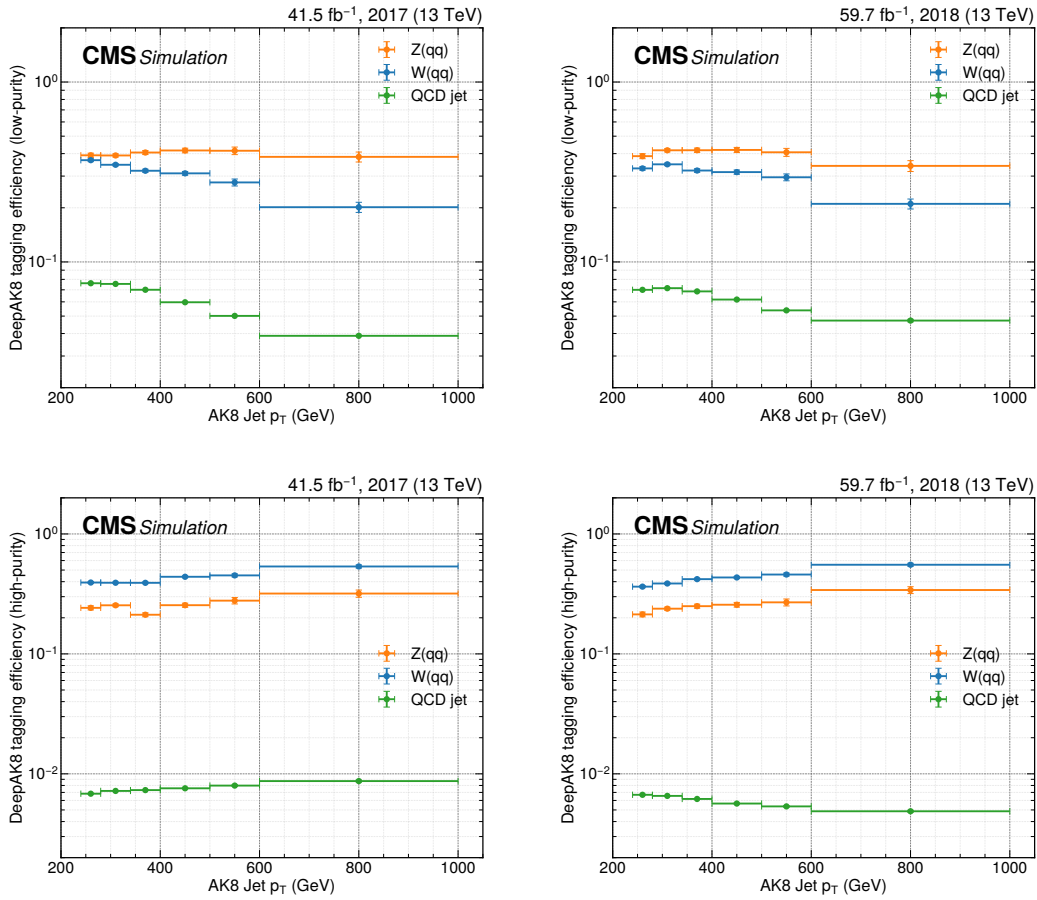 41.5 fb⁻¹, 2017 (13 TeV)
CMS Simulation
Z(qq)
W(qq)
QCD jet
DeepAK8 tagging efficiency (low-purity)
10⁰
10⁻¹
200 400 600 800 1000
AK8 Jet p_T (GeV)
59.7 fb⁻¹, 2018 (13 TeV)
CMS Simulation
Z(qq)
W(qq)
QCD jet
DeepAK8 tagging efficiency (low-purity)
10⁰
10⁻¹
200 400 600 800 1000
AK8 Jet p_T (GeV)
41.5 fb⁻¹, 2017 (13 TeV)
CMS Simulation
Z(qq)
W(qq)
QCD jet
DeepAK8 tagging efficiency (high-purity)
10⁰
10⁻¹
10⁻²
200 400 600 800 1000
AK8 Jet p_T (GeV)
59.7 fb⁻¹, 2018 (13 TeV)
CMS Simulation
Z(qq)
W(qq)
QCD jet
DeepAK8 tagging efficiency (high-purity)
10⁰
10⁻¹
10⁻²
200 400 600 800 1000
AK8 Jet p_T (GeV)